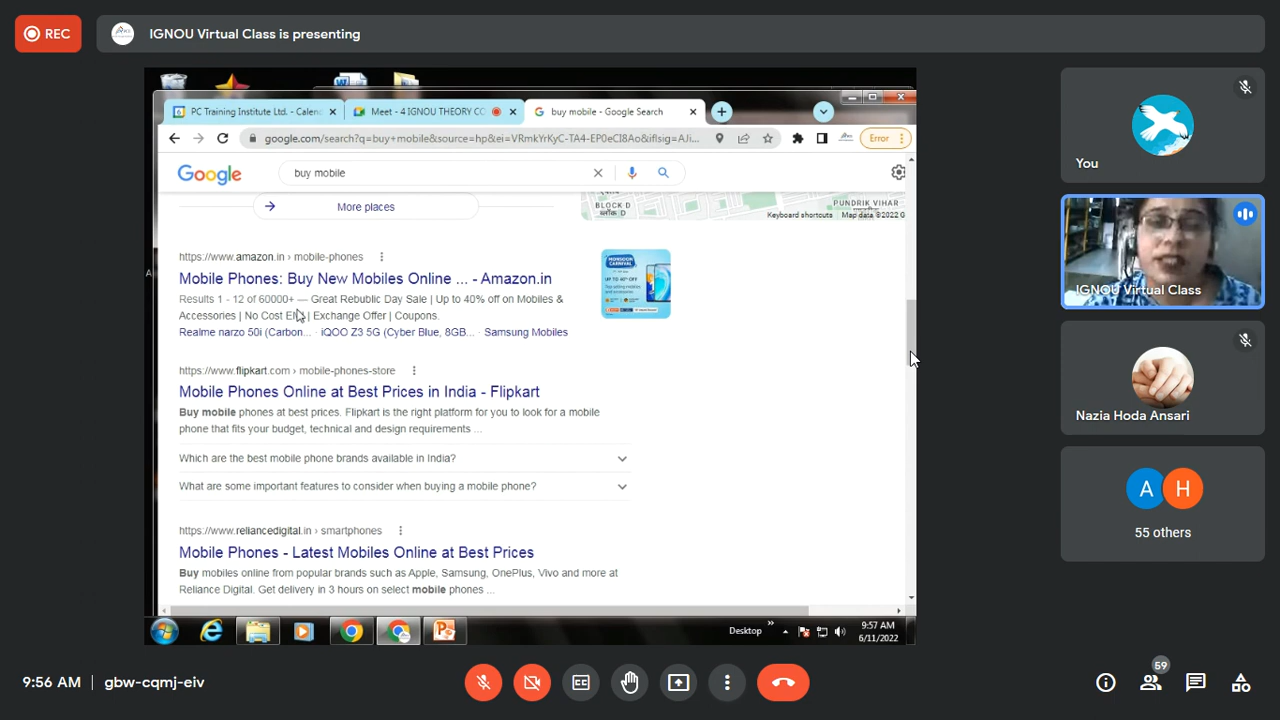 REC
IGNOU Virtual Class is presenting
PC Training Institute Ltd. - Calend
Meet - 4 IGNOU THEORY CO
buy mobile - Google Search
google.com/search?q=buy+mobile&source=hp&ei=VRmkYrKyC-TA4-EP0eCI8Ao&iflsig=AJi...
Error
Google
buy mobile
More places
BLOCK D
ब्लॉक D
PUNDRIK VIHAR
Keyboard shortcuts
Map data ©2022 G
https://www.amazon.in › mobile-phones
Mobile Phones: Buy New Mobiles Online ... - Amazon.in
Results 1 - 12 of 60000+ — Great Rebublic Day Sale | Up to 40% off on Mobiles &
Accessories | No Cost EMI | Exchange Offer | Coupons.
Realme narzo 50i (Carbon... · iQOO Z3 5G (Cyber Blue, 8GB... · Samsung Mobiles
MONSOON
CARNIVAL
UP TO 40% OFF
https://www.flipkart.com › mobile-phones-store
Mobile Phones Online at Best Prices in India - Flipkart
Buy mobile phones at best prices. Flipkart is the right platform for you to look for a mobile
phone that fits your budget, technical and design requirements ...
Which are the best mobile phone brands available in India?
What are some important features to consider when buying a mobile phone?
https://www.reliancedigital.in › smartphones
Mobile Phones - Latest Mobiles Online at Best Prices
Buy mobiles online from popular brands such as Apple, Samsung, OnePlus, Vivo and more at
Reliance Digital. Get delivery in 3 hours on select mobile phones ...
Desktop
9:57 AM
6/11/2022
You
IGNOU Virtual Class
Nazia Hoda Ansari
A
H
55 others
9:56 AM | gbw-cqmj-eiv
CC
59